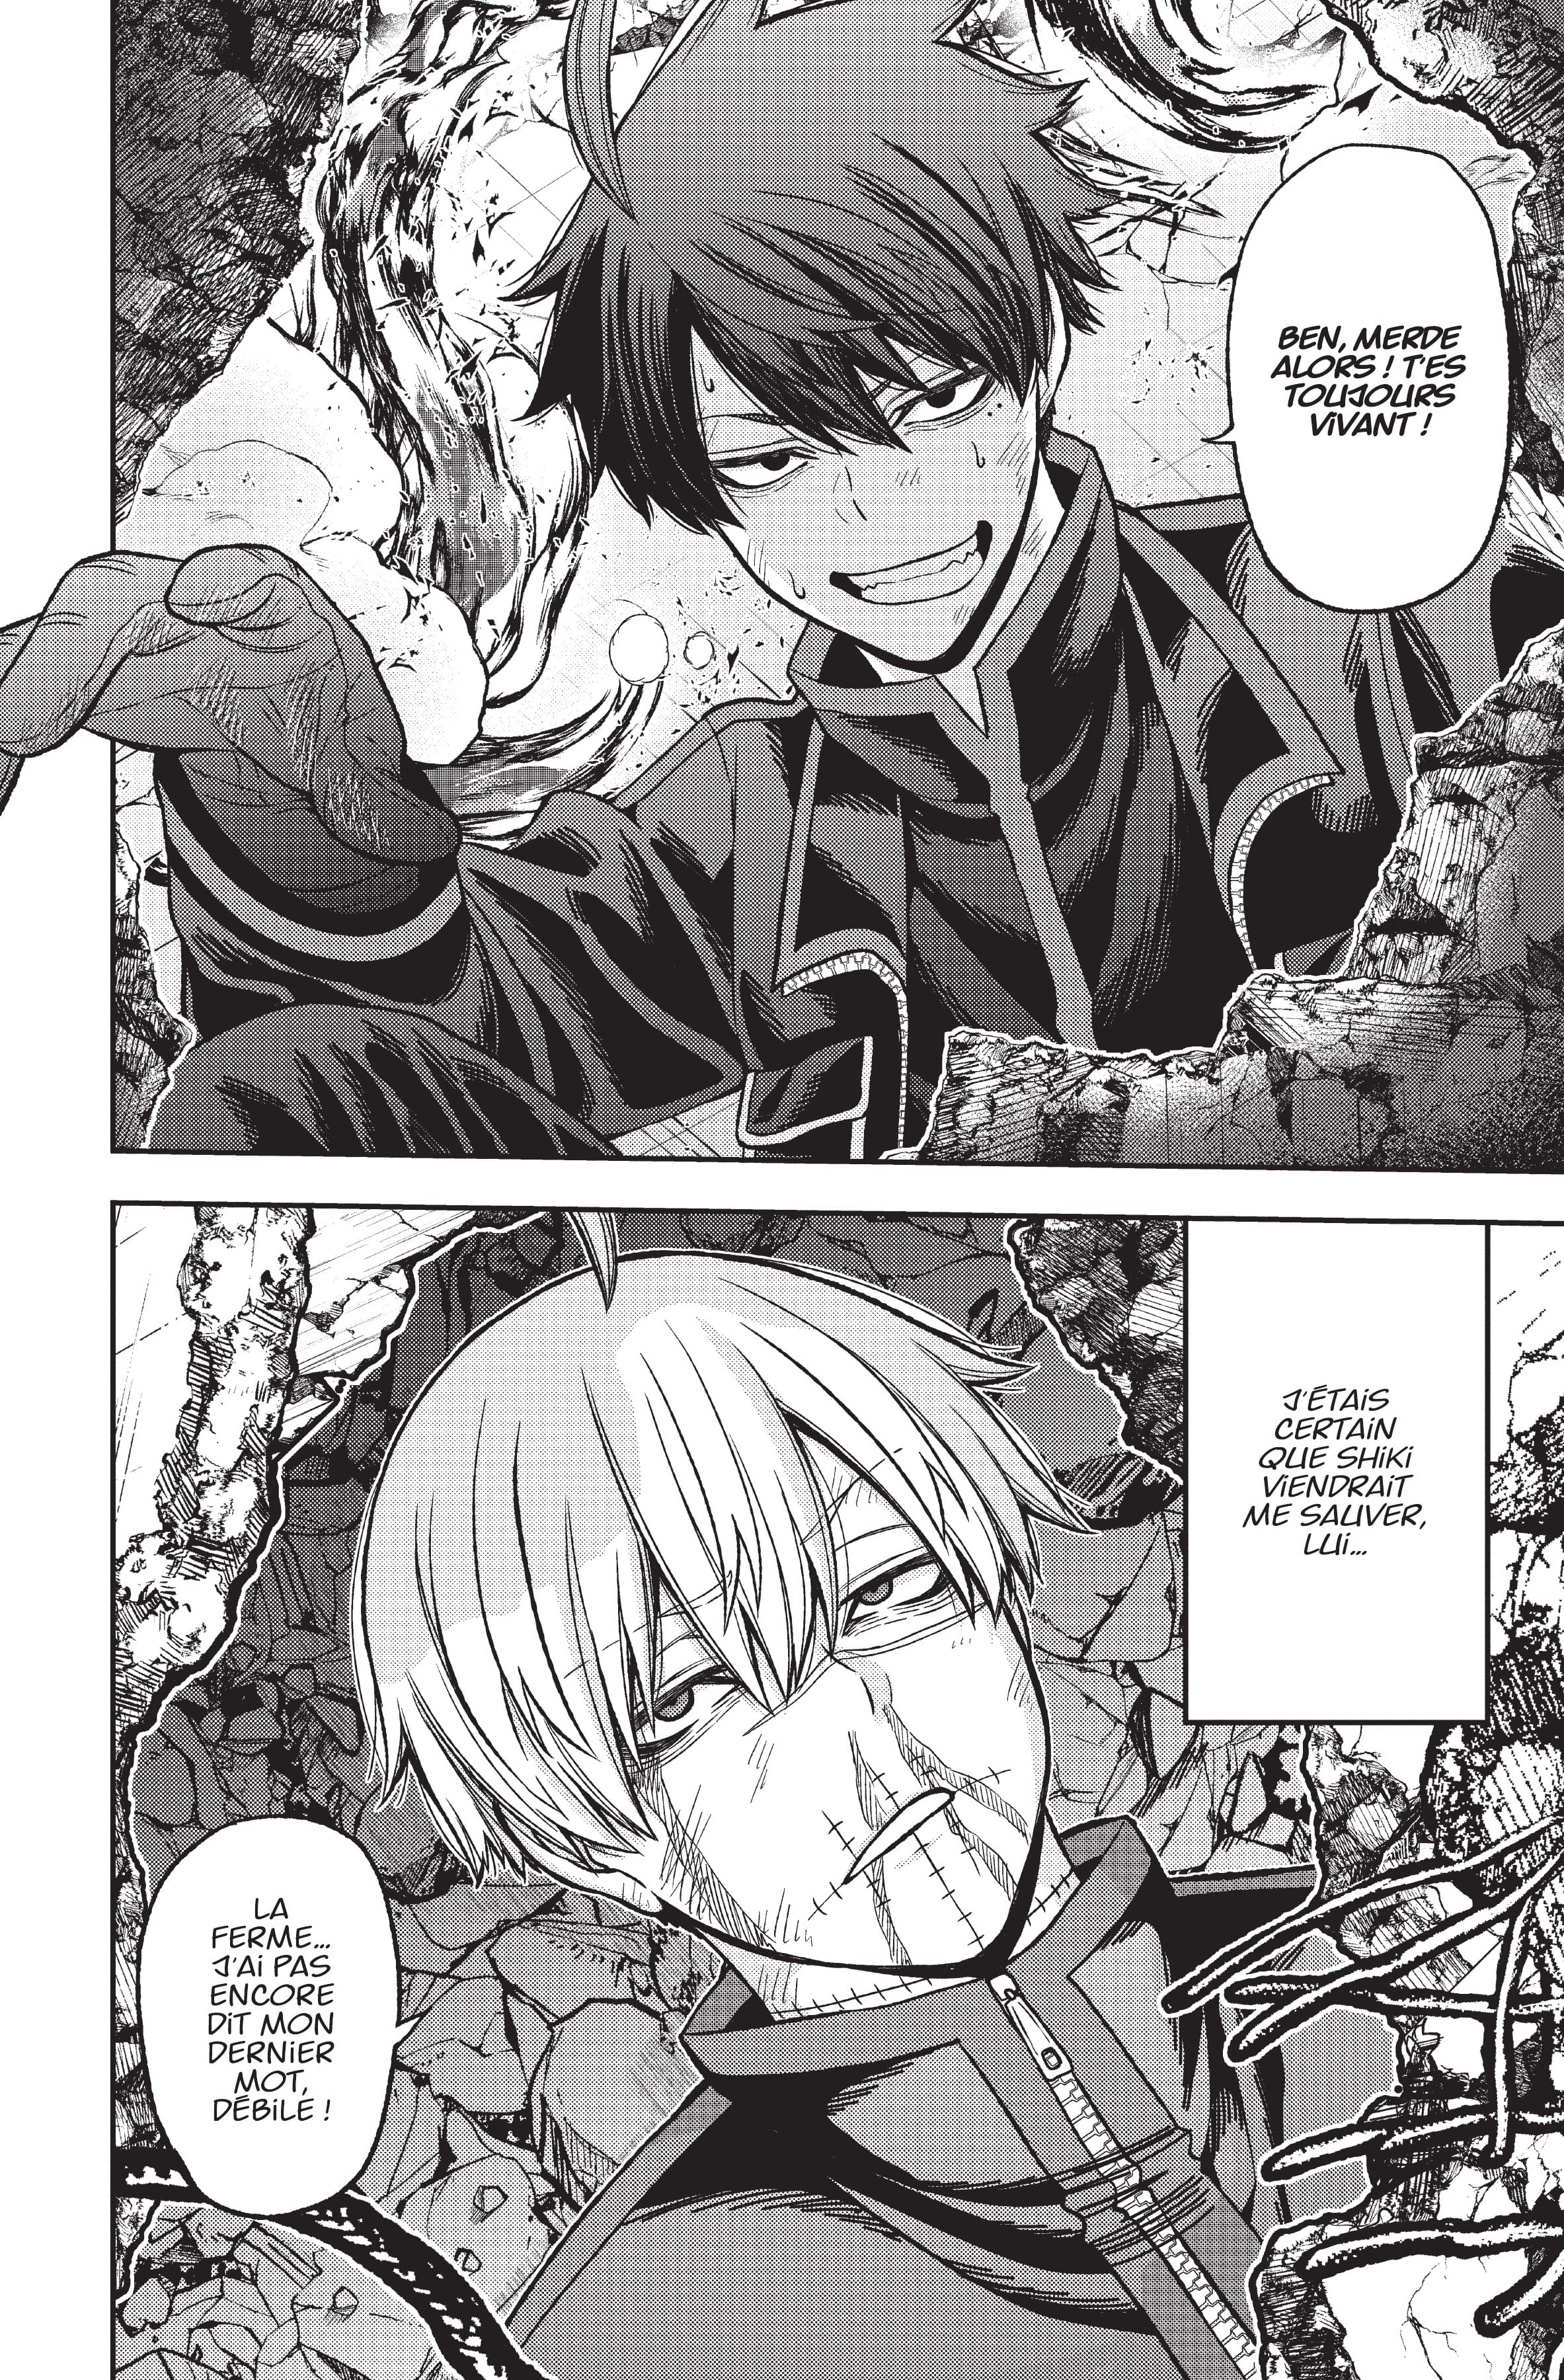 BEN, MERDE
ALORS ! T'ES
TOUJOURS
VIVANT !
J'ÉTAIS
CERTAIN
QUE SHIKI
VIENDRAIT
ME SAUVER,
LUI...
LA
FERME...
J'AI PAS
ENCORE
DIT MON
DERNIER
MOT,
DÉBILE !